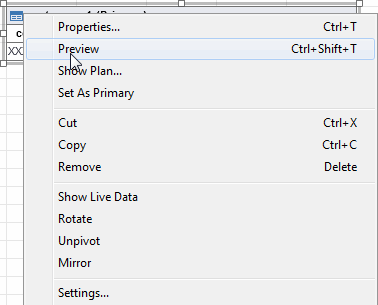 Properties... Ctrl+T
Preview Ctrl+Shift+T
Show Plan...
Set As Primary
Cut Ctrl+X
Copy Ctrl+C
Remove Delete
Show Live Data
Rotate
Unpivot
Mirror
Settings...